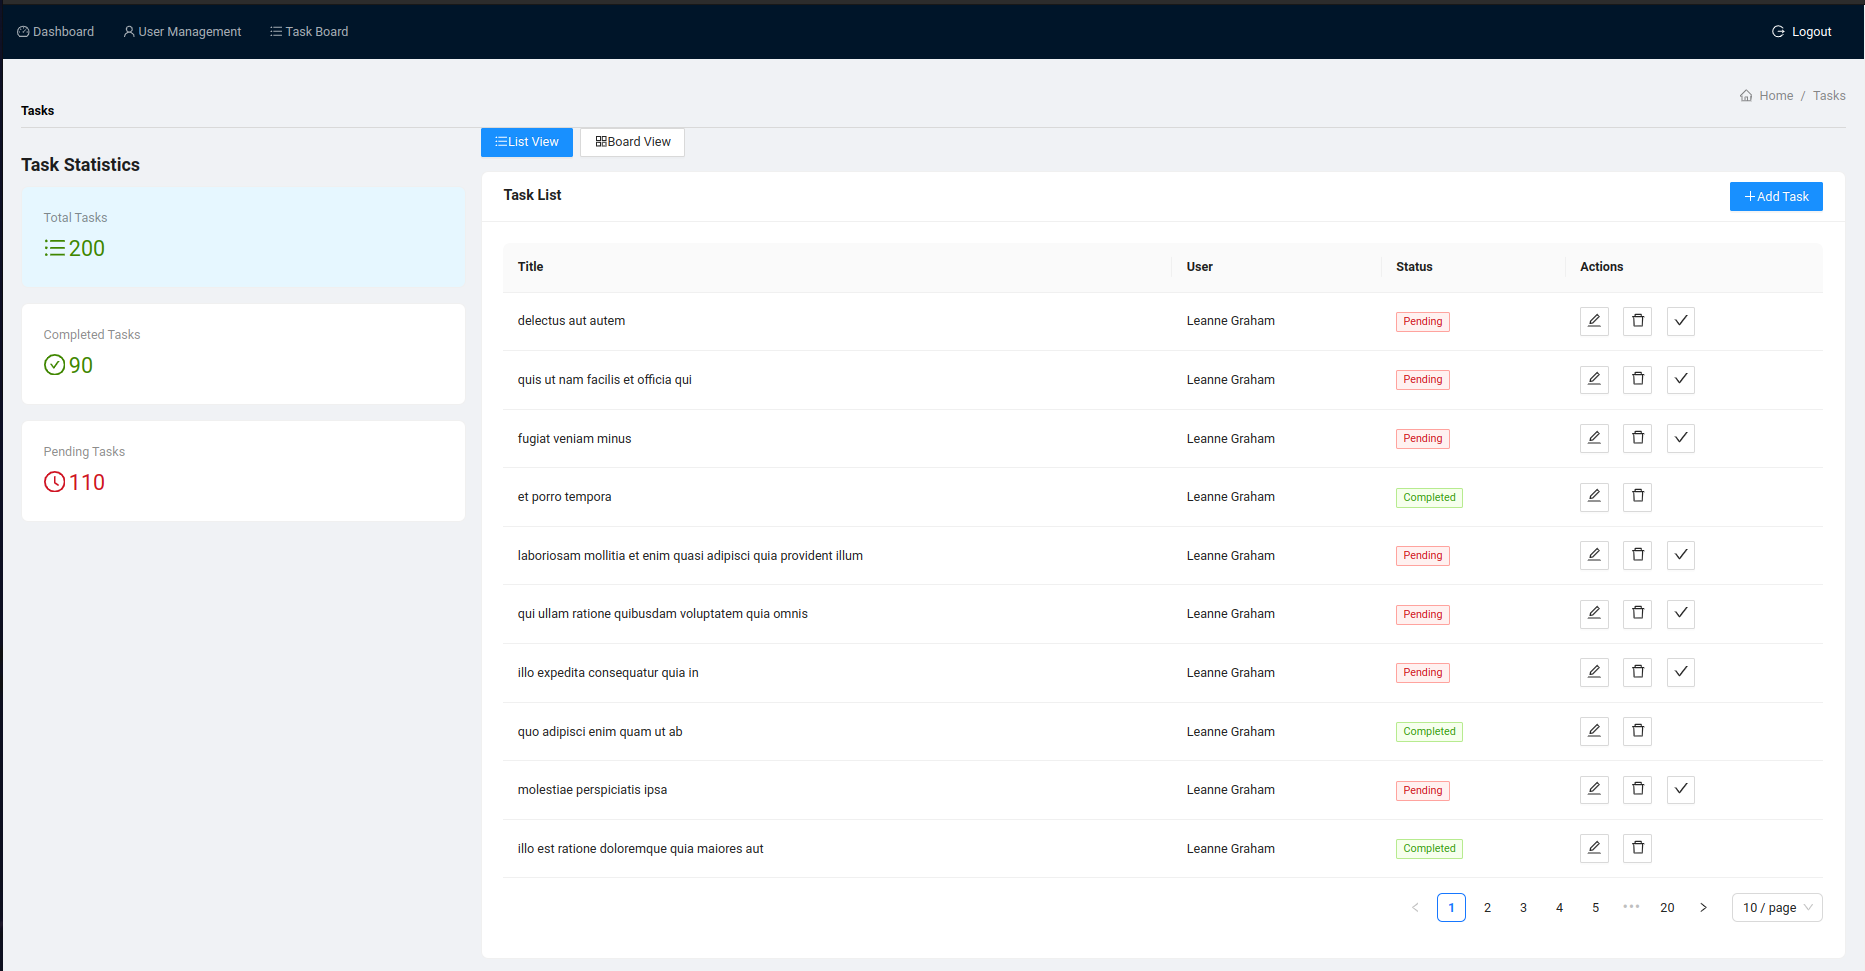 Dashboard User Management Task Board Logout
Home / Tasks
Tasks
List View Board View
Task Statistics
Total Tasks
200
Completed Tasks
90
Pending Tasks
110
Task List
Add Task
Title User Status Actions
delectus aut autem Leanne Graham Pending
quis ut nam facilis et officia qui Leanne Graham Pending
fugiat veniam minus Leanne Graham Pending
et porro tempora Leanne Graham Completed
laboriosam mollitia et enim quasi adipisci quia provident illum Leanne Graham Pending
qui ullam ratione quibusdam voluptatem quia omnis Leanne Graham Pending
illo expedita consequatur quia in Leanne Graham Pending
quo adipisci enim quam ut ab Leanne Graham Completed
molestiae perspiciatis ipsa Leanne Graham Pending
illo est ratione doloremque quia maiores aut Leanne Graham Completed
< 1 2 3 4 5 ••• 20 > 10 / page